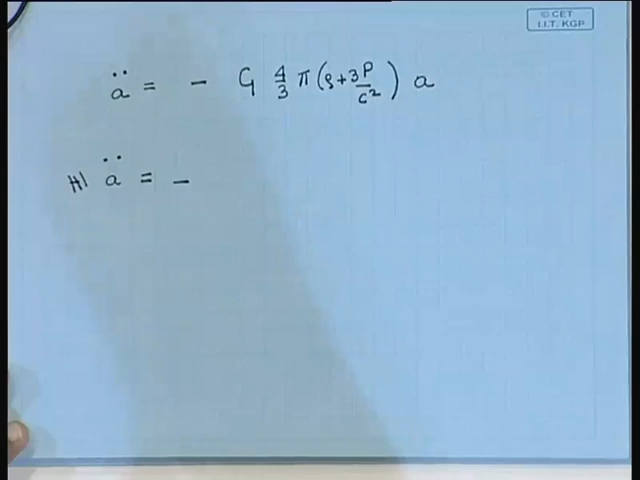 © CET
I.I.T. KGP
ä = - G 4/3 π (ρ + 3P/c²) a
ä = -